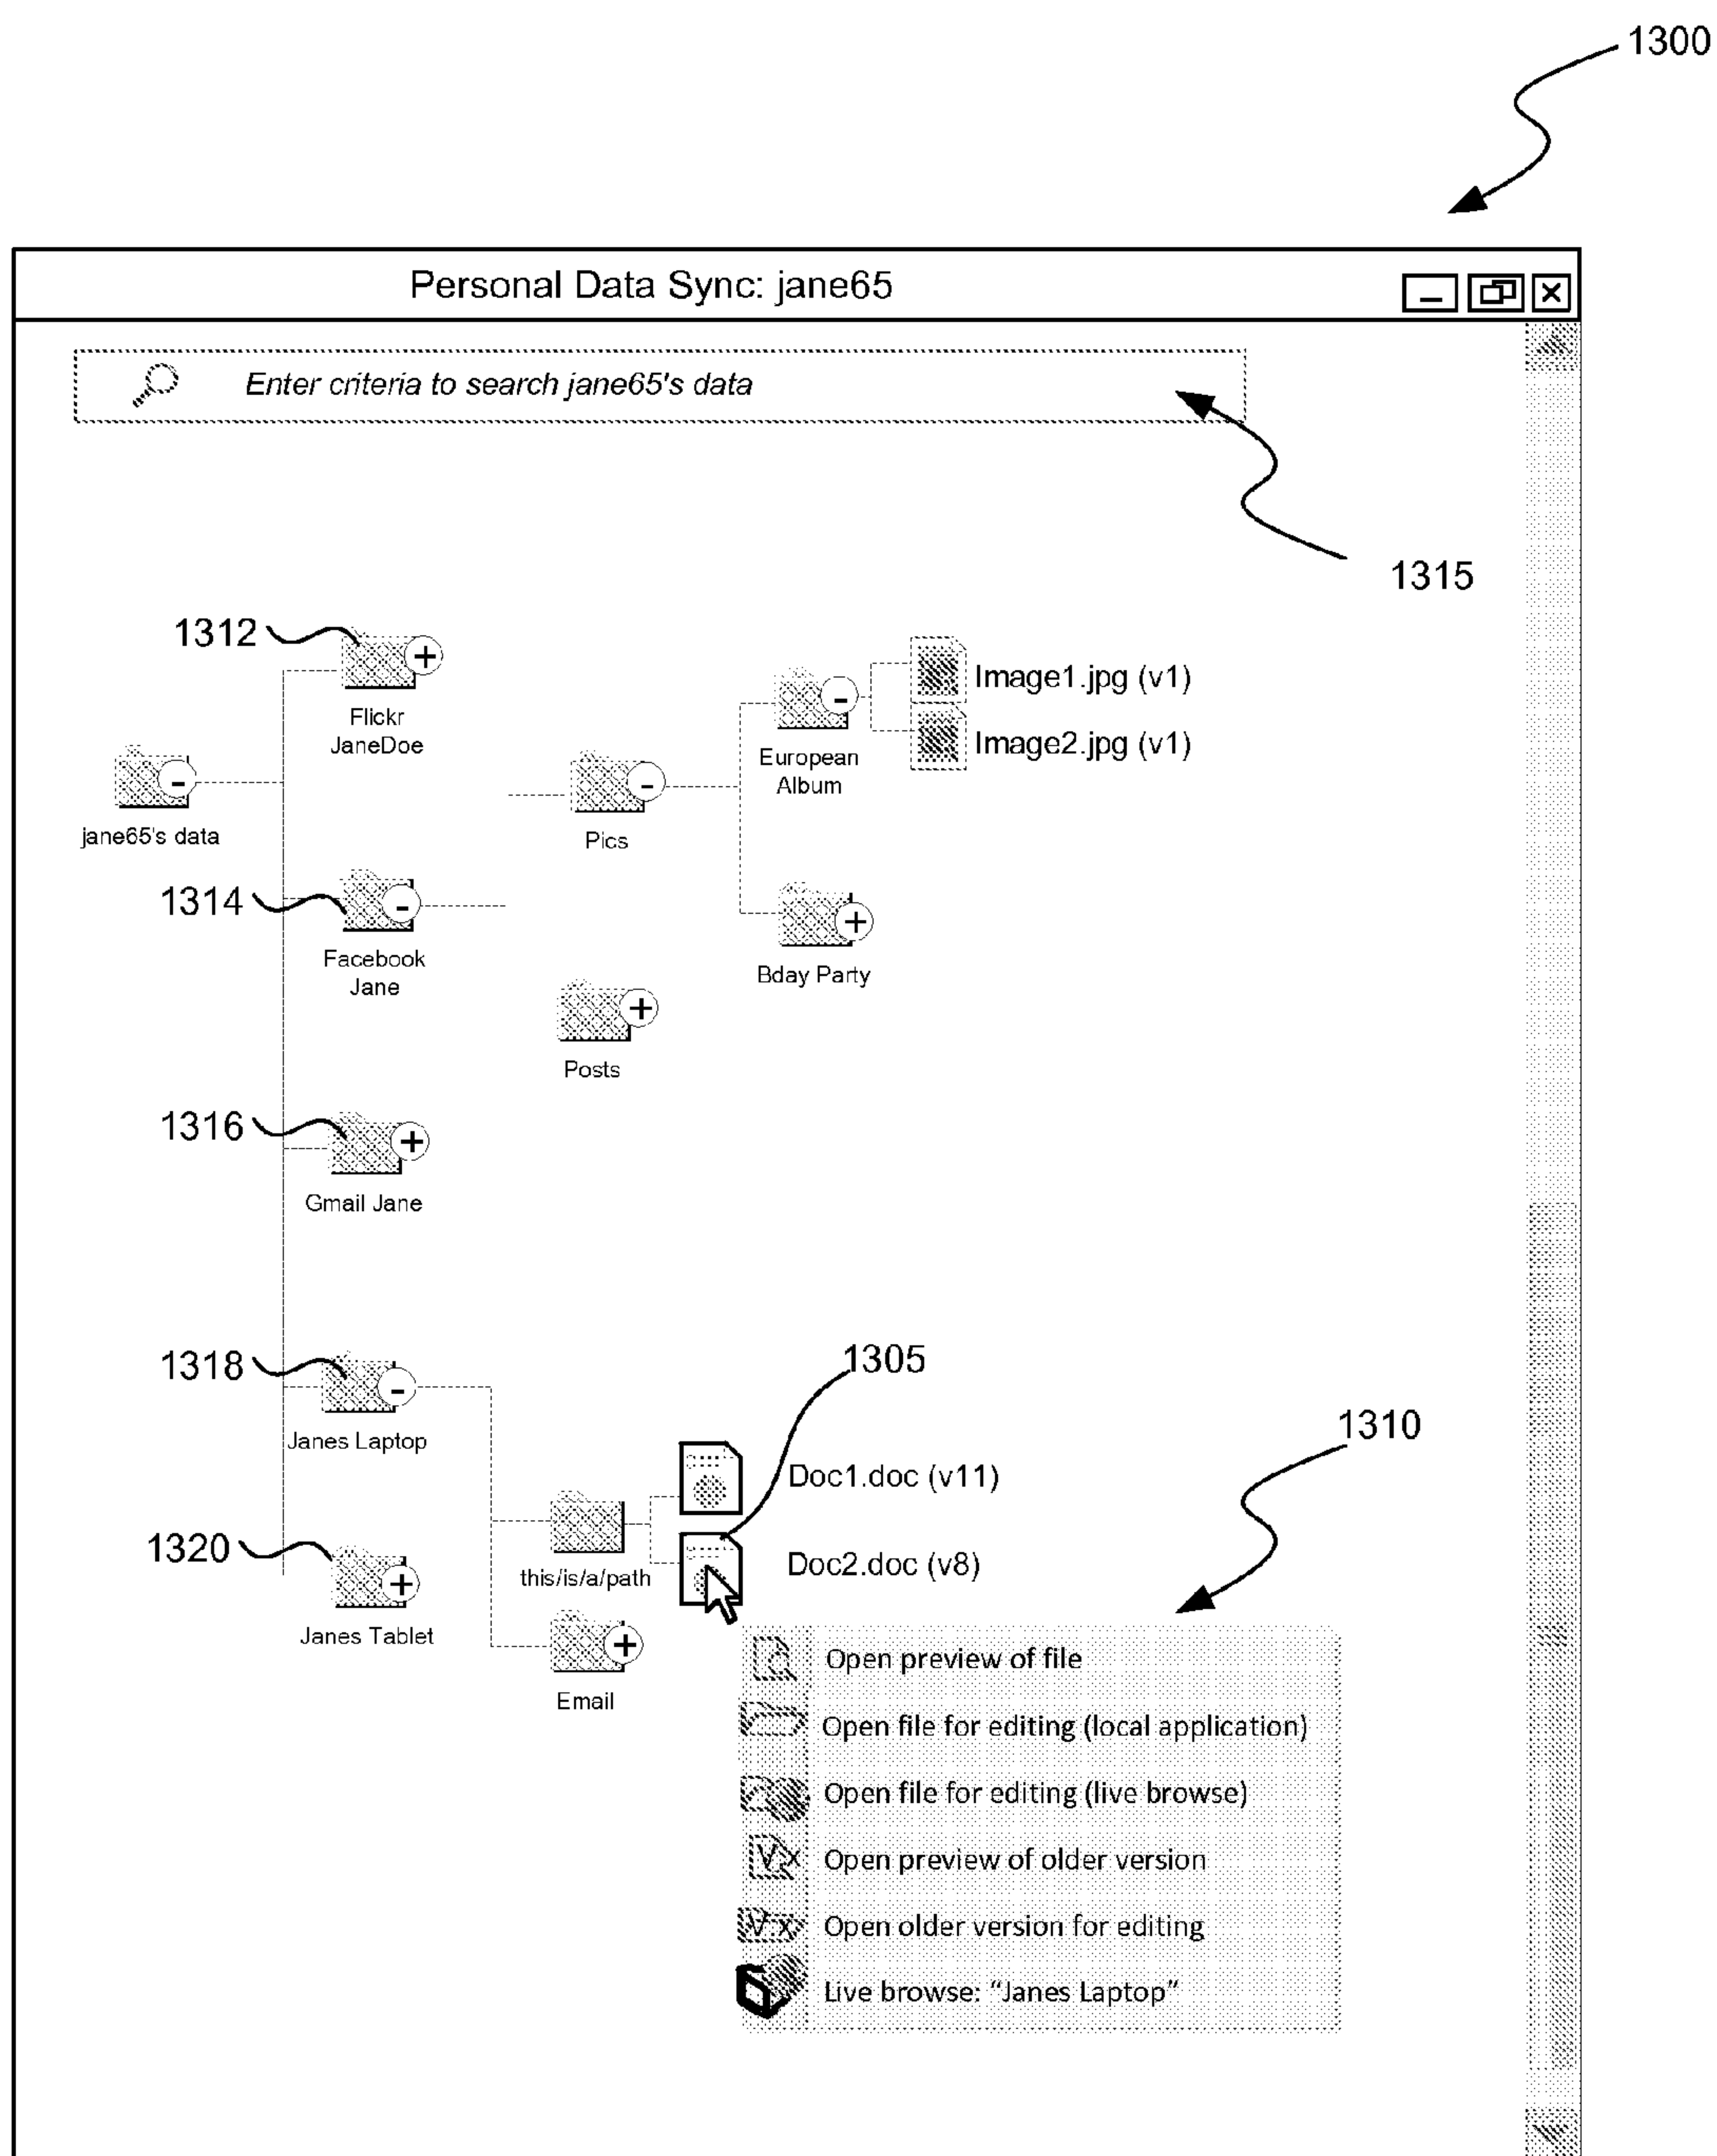 1300
Personal Data Sync: jane65
Enter criteria to search jane65's data
1315
1312
Flickr
JaneDoe
Image1.jpg (v1)
Image2.jpg (v1)
European
Album
jane65's data
Pics
1314
Facebook
Jane
Bday Party
Posts
1316
Gmail Jane
1318
Janes Laptop
1305
1310
Doc1.doc (v11)
1320
this/is/a/path
Doc2.doc (v8)
Janes Tablet
Email
Open preview of file
Open file for editing (local application)
Open file for editing (live browse)
V x
Open preview of older version
V x
Open older version for editing
Live browse: “Janes Laptop”